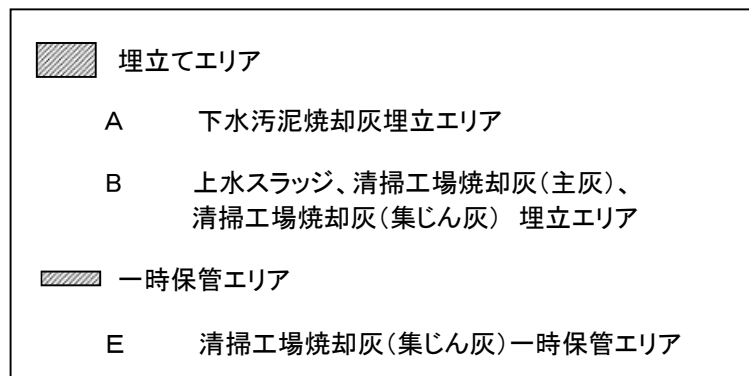 埋立てエリア
A 下水汚泥焼却灰埋立エリア
B 上水スラッジ、清掃工場焼却灰(主灰)、
清掃工場焼却灰(集じん灰) 埋立エリア
一時保管エリア
E 清掃工場焼却灰(集じん灰)一時保管エリア